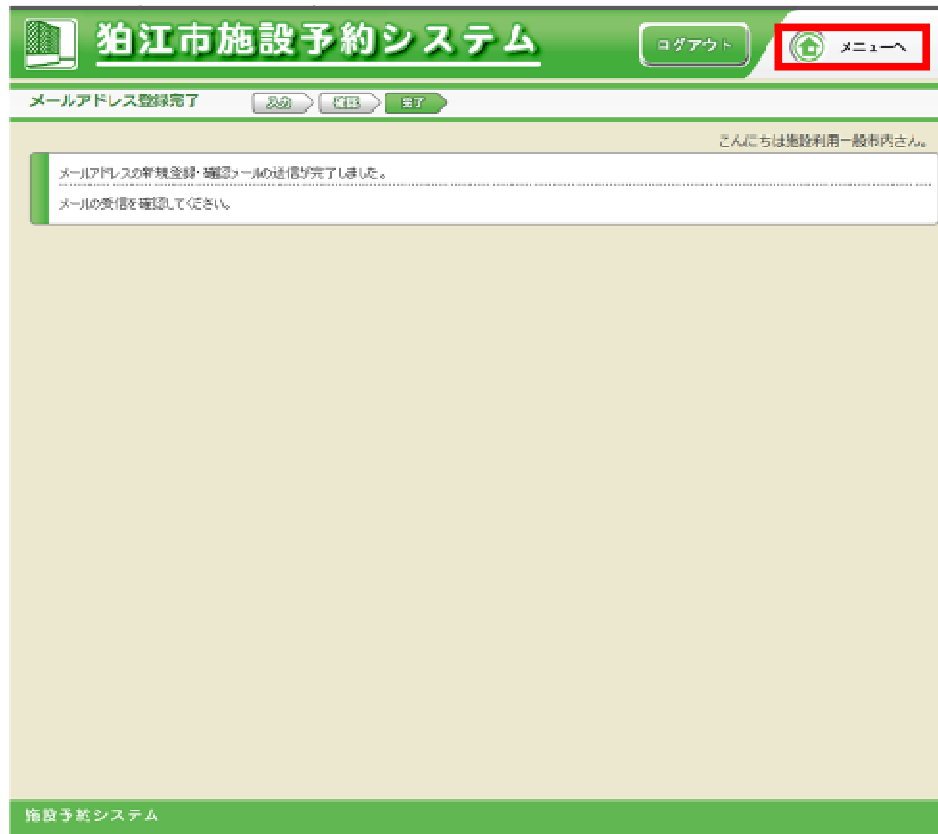 狛江市施設予約システム
ログアウト
メニューへ
メールアドレス登録完了
入力
確認
完了
こんにちは施設利用一般市内さん。
メールアドレスの新規登録・確認メールの送信が完了しました。
メールの受信を確認してください。
施設予約システム